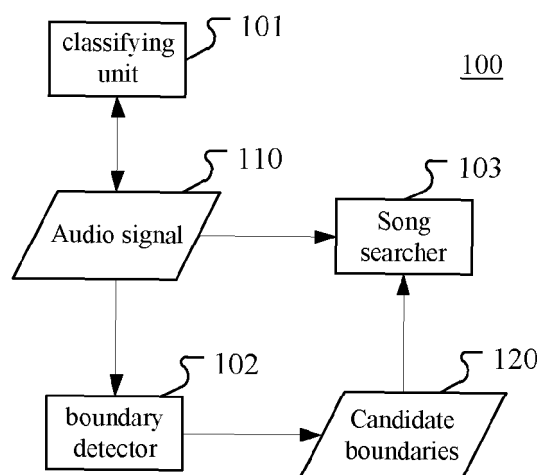 classifying
unit
101
100
110
Audio signal
103
Song
searcher
102
boundary
detector
120
Candidate
boundaries